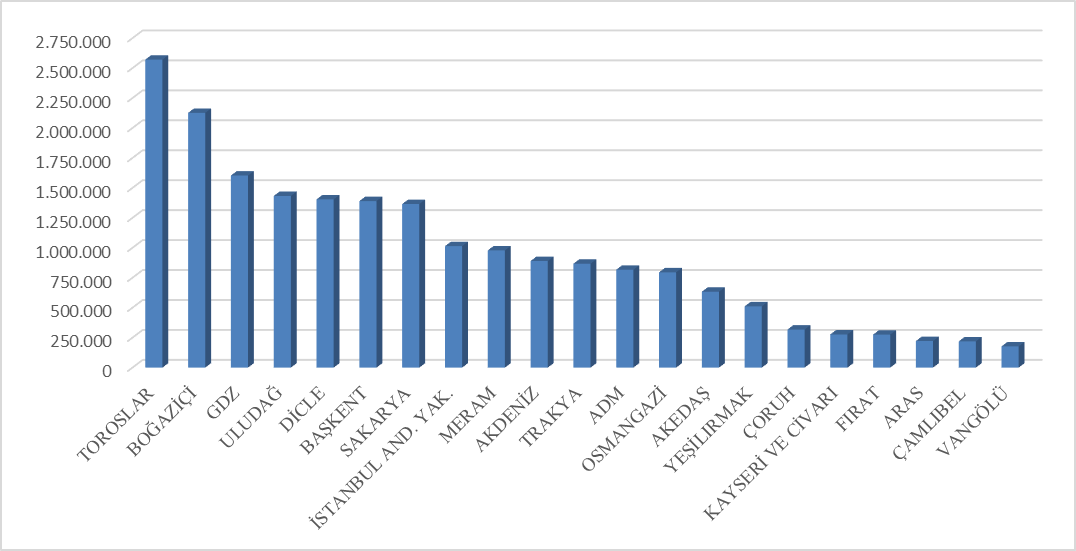 2.750.000
2.500.000
2.250.000
2.000.000
1.750.000
1.500.000
1.250.000
1.000.000
750.000
500.000
250.000
0
TOROSLAR
BOĞAZİÇİ
GDZ
ULUDAĞ
DİCLE
BAŞKENT
SAKARYA
İSTANBUL AND. YAK.
MERAM
AKDENİZ
TRAKYA
ADM
OSMANGAZİ
AKEDAŞ
YEŞİLIRMAK
ÇORUH
KAYSERİ VE CİVARI
FIRAT
ARAS
ÇAMLIBEL
VANGÖLÜ